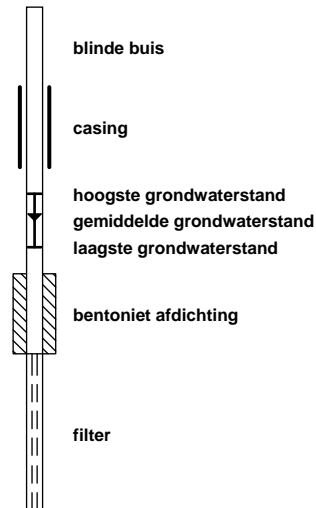 blinde buis
casing
hoogste grondwaterstand
gemiddelde grondwaterstand
laagste grondwaterstand
bentoniet afdichting
filter